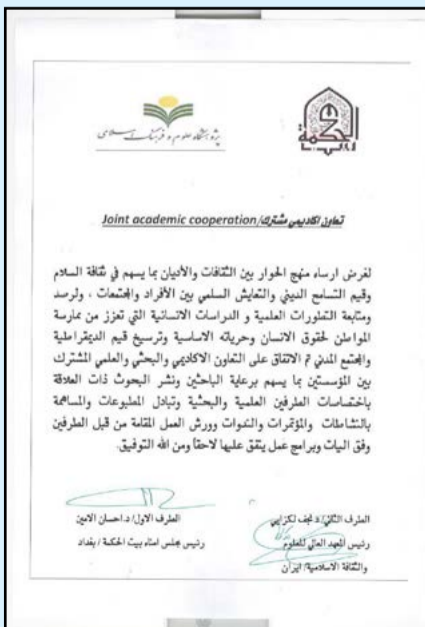 پژوهشگاه علوم و فرهنگ اسلامی
الحكمة
تعاون اكاديمي مشترك/Joint academic cooperation
لغرض ارساء منهج الحوار بين الثقافات والأديان بما يسهم في ثقافة السلام
وقيم التسامح الديني والتعايش السلمي بين الأفراد والمجتمعات ، ولرصد
ومتابعة التطورات العلمية و الدراسات الانسانية التي تعزز من ممارسة
المواطن لحقوق الانسان وحرياته الاساسية وترسيخ قيم الديمقراطية
والمجتمع المدني تم الاتفاق على التعاون الاكاديمي والبحثي والعلمي المشترك
بين المؤسستين بما يسهم برعاية الباحثين ونشر البحوث ذات العلاقة
باختصاصات الطرفين العلمية والبحثية وتبادل المطبوعات والمساهمة
بالنشاطات والمؤتمرات والندوات وورش العمل المقامة من قبل الطرفين
وفق اليات وبرامج عمل يتفق عليها لاحقاً ومن الله التوفيق.
الطرف الثاني/د.نجف لكزايي
رئيس المعهد العالي للعلوم
والثقافة الاسلامية/ ايران
الطرف الاول/ د.احسان الامين
رئيس مجلس امناء بيت الحكمة / بغداد